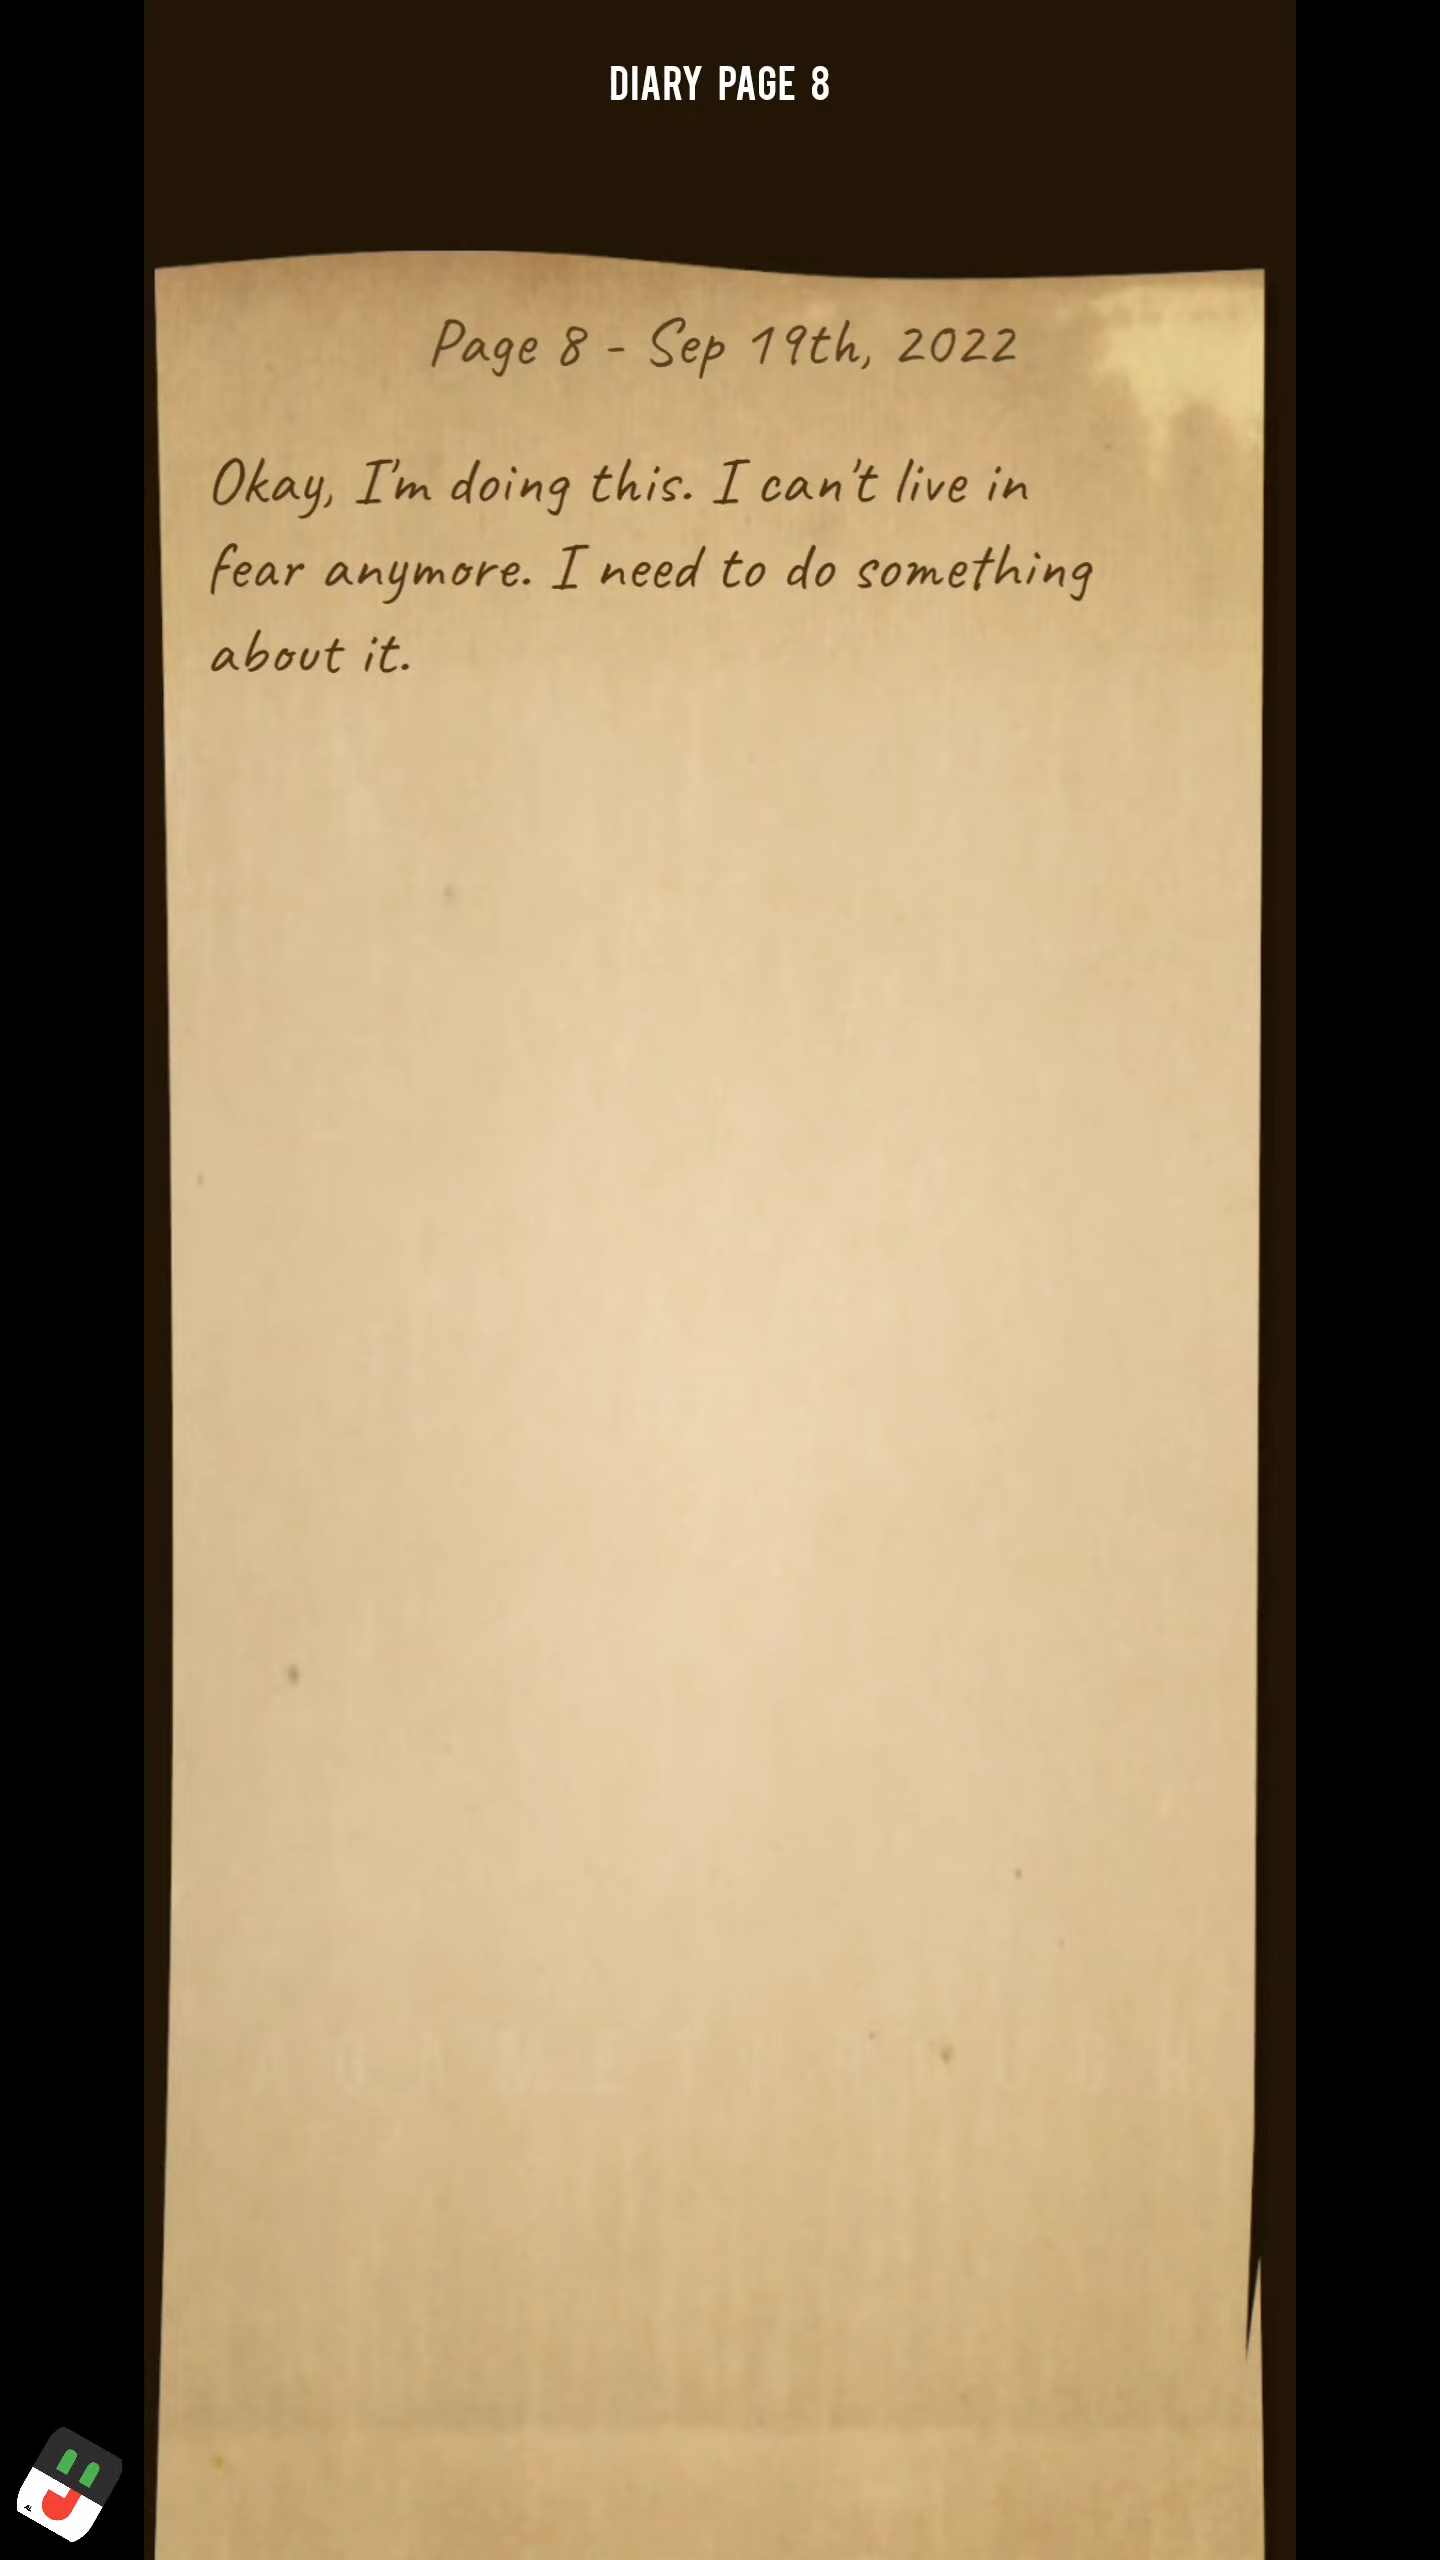 DIARY PAGE 8
Page 8 - Sep 19th, 2022
Okay, I'm doing this. I can't live in
fear anymore. I need to do something
about it.